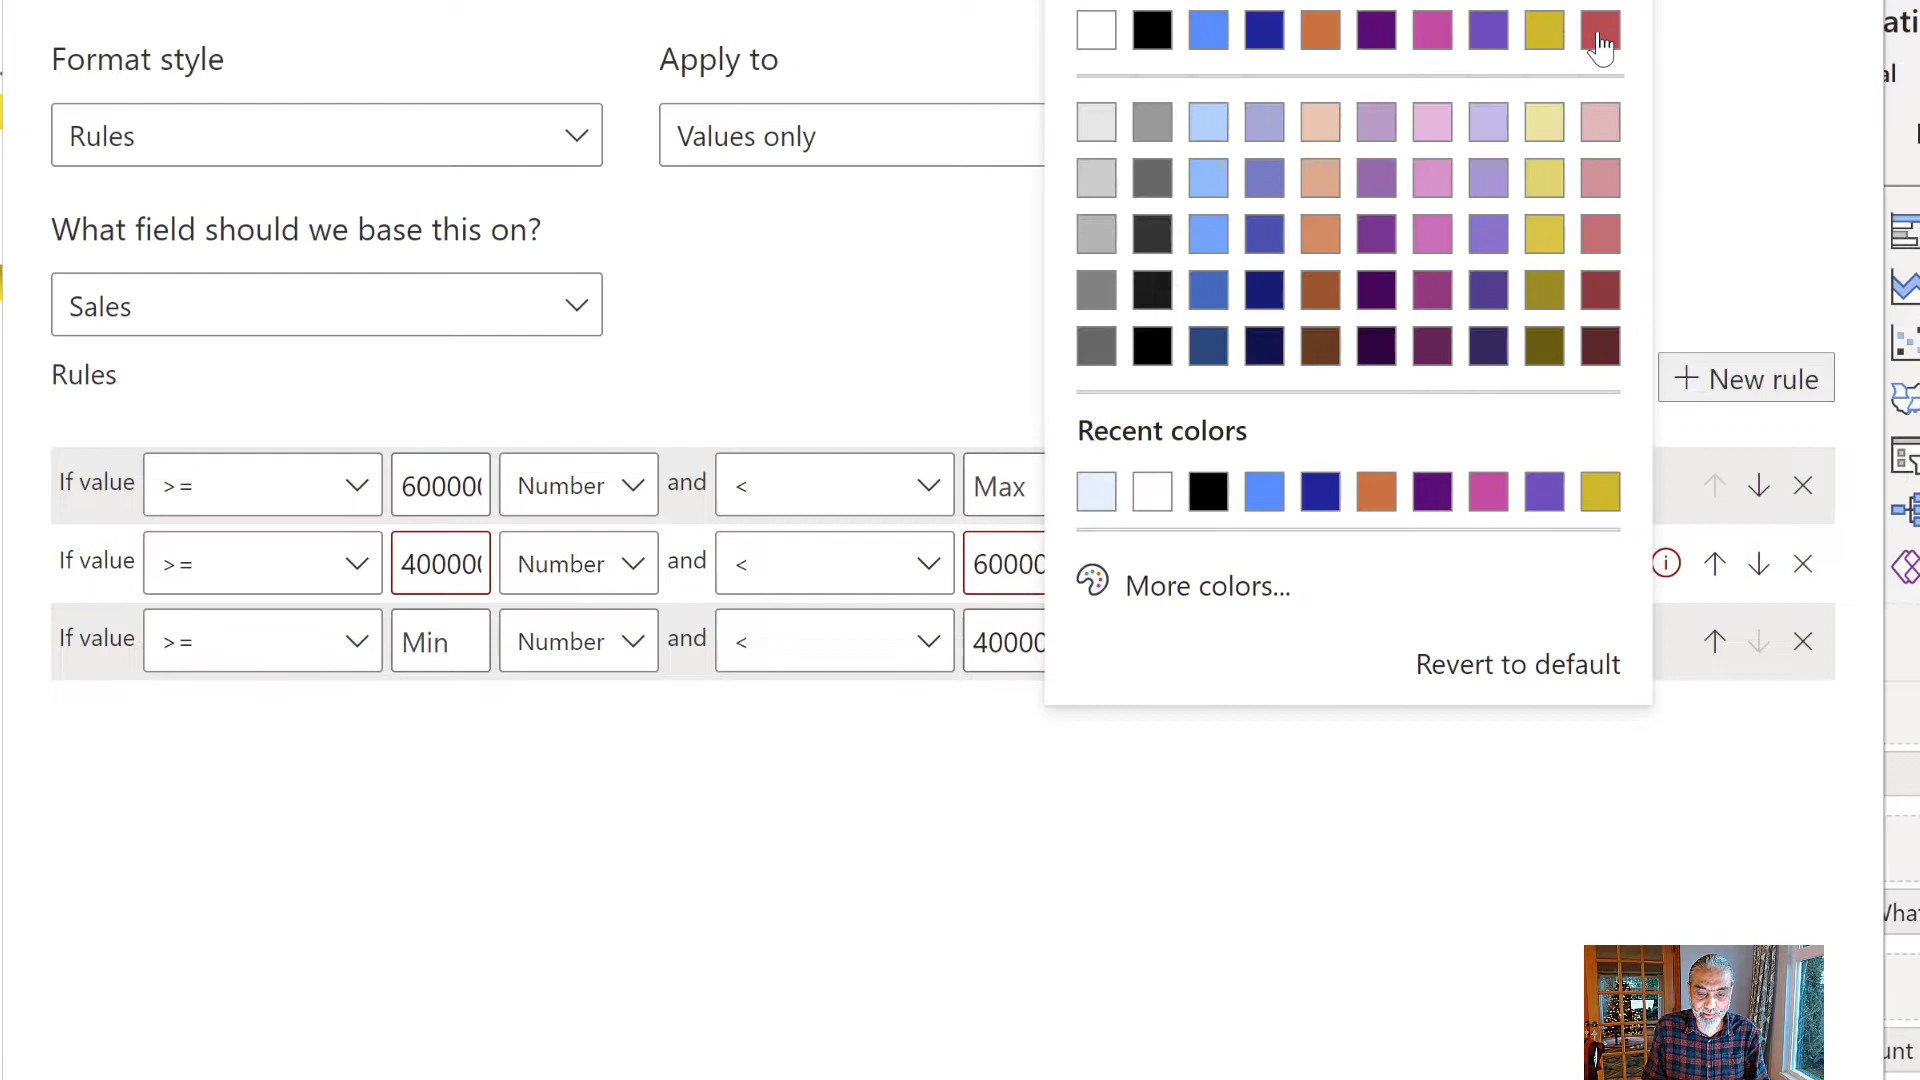 Format style
Apply to
Rules
Values only
What field should we base this on?
Sales
Rules
New rule
Recent colors
If value >= 600000 Number and < Max
If value >= 400000 Number and < 60000
If value >= Min Number and < 40000
More colors...
Revert to default